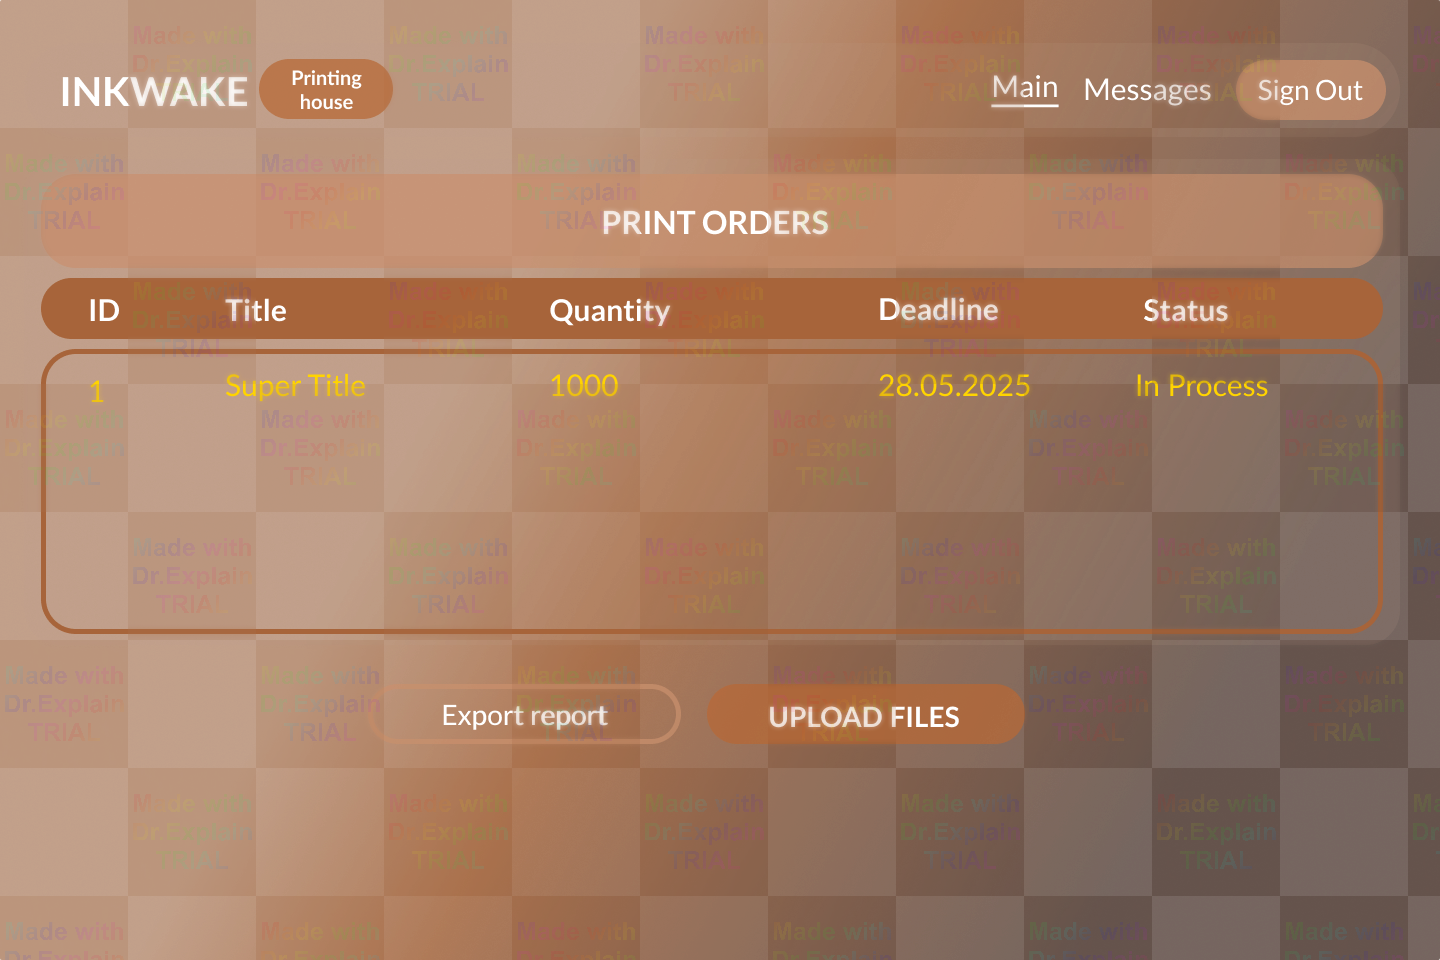 INKWAKE
Printing
house
Main Messages Sign Out
PRINT ORDERS
ID Title Quantity Deadline Status
1 Super Title 1000 28.05.2025 In Process
Export report UPLOAD FILES
Made with
Dr.Explain
TRIAL